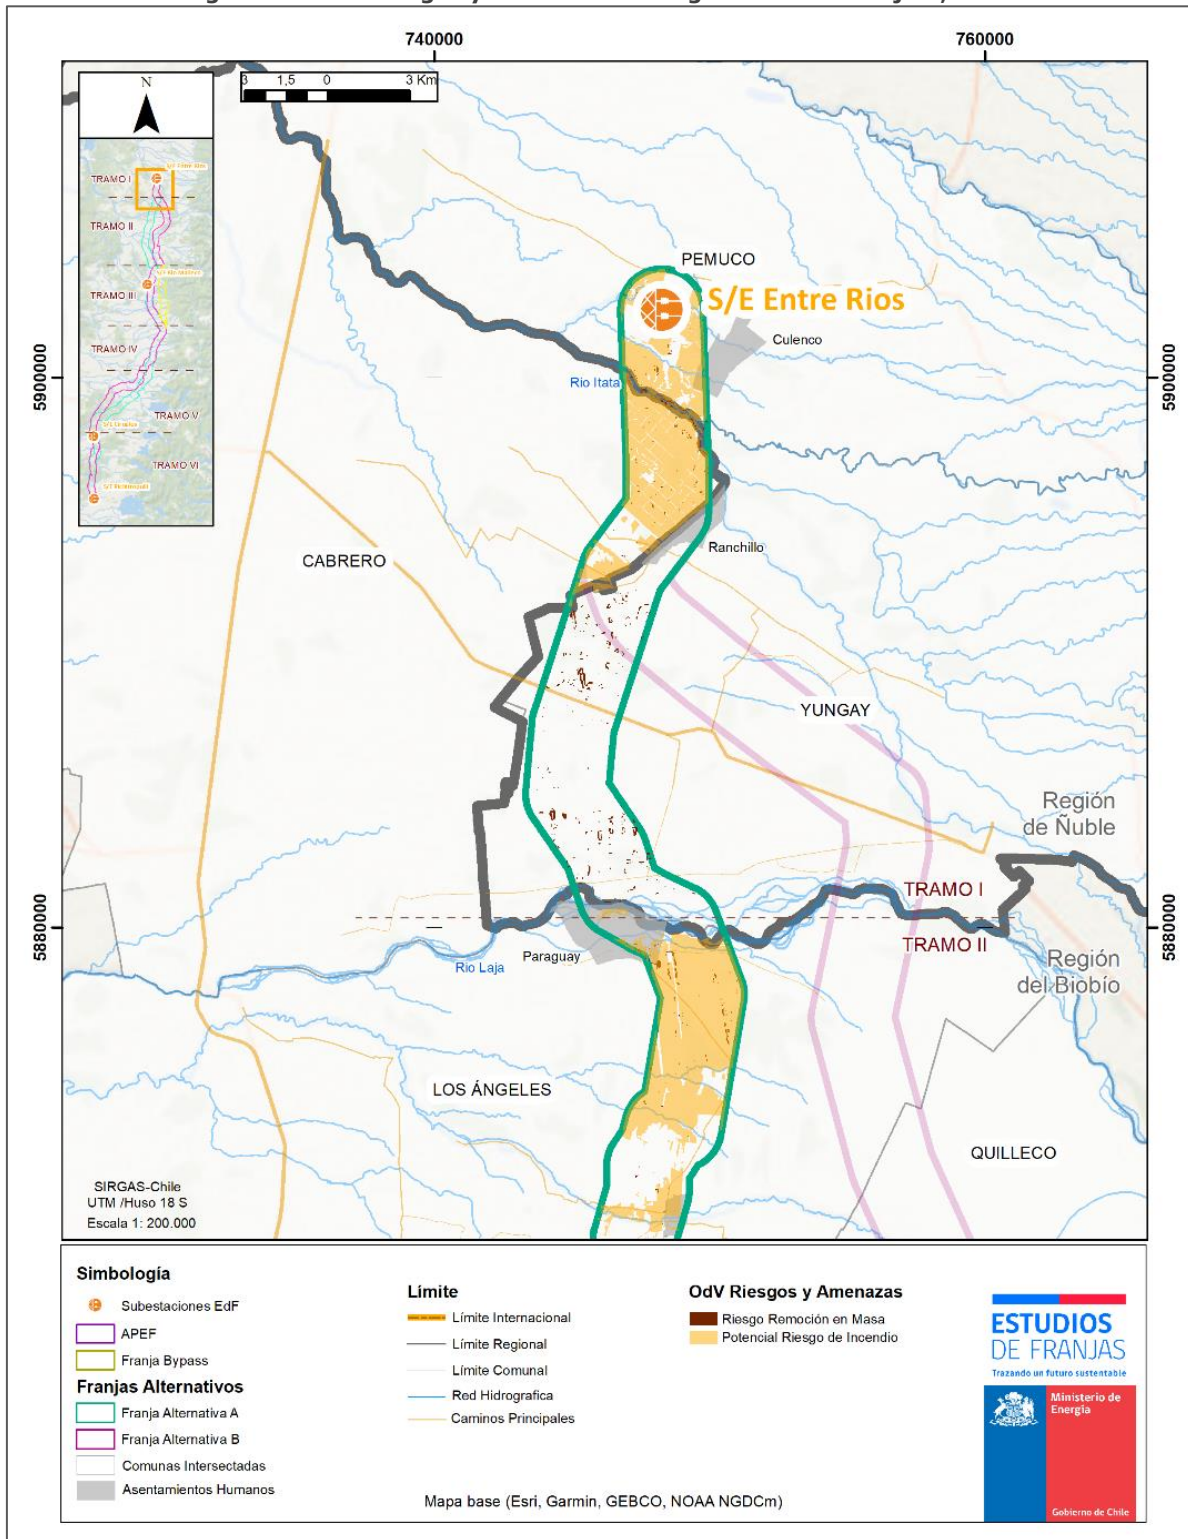 740000
760000
3 1,5 0 3 Km
N
S/E Entre Rios
TRAMO I
TRAMO II
TRAMO III
TRAMO IV
TRAMO V
TRAMO VI
PEMUCO
S/E Entre Rios
Culenco
5900000
5900000
Rio Itata
Ranchillo
CABRERO
YUNGAY
Región
de Ñuble
TRAMO I
5880000
5880000
TRAMO II
Paraguay
Rio Laja
Región
del Biobío
LOS ÁNGELES
QUILLECO
SIRGAS-Chile
UTM /Huso 18 S
Escala 1: 200.000
Simbología
Subestaciones EdF
APEF
Franja Bypass
Franjas Alternativos
Franja Alternativa A
Franja Alternativa B
Comunas Intersectadas
Asentamientos Humanos
Límite
Límite Internacional
Límite Regional
Límite Comunal
Red Hidrografica
Caminos Principales
OdV Riesgos y Amenazas
Riesgo Remoción en Masa
Potencial Riesgo de Incendio
Mapa base (Esri, Garmin, GEBCO, NOAA NGDCm)
ESTUDIOS
DE FRANJAS
Trazando un futuro sustentable
Ministerio de
Energía
Gobierno de Chile